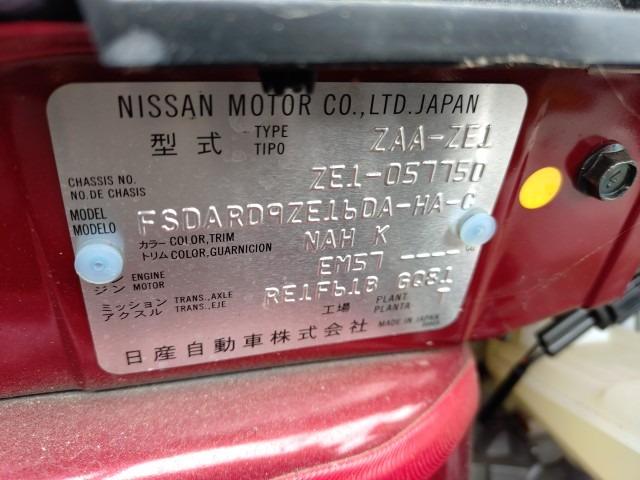 NISSAN MOTOR CO.,LTD.JAPAN
型式 TYPE TIPO ZAA-ZE1
CHASSIS NO. NO.DE CHASIS ZE1-057750
MODEL MODELO FSDARD9ZE16DA-HA-C
カラー COLOR,TRIM NAH K
トリム COLOR,GUARNICION
ジン ENGINE MOTOR EM57 ----
ミッション TRANS.,AXLE RE1F61B GQ81
アクスル TRANS.,EJE
工場 PLANT PLANTA T
日産自動車株式会社 MADE IN JAPAN